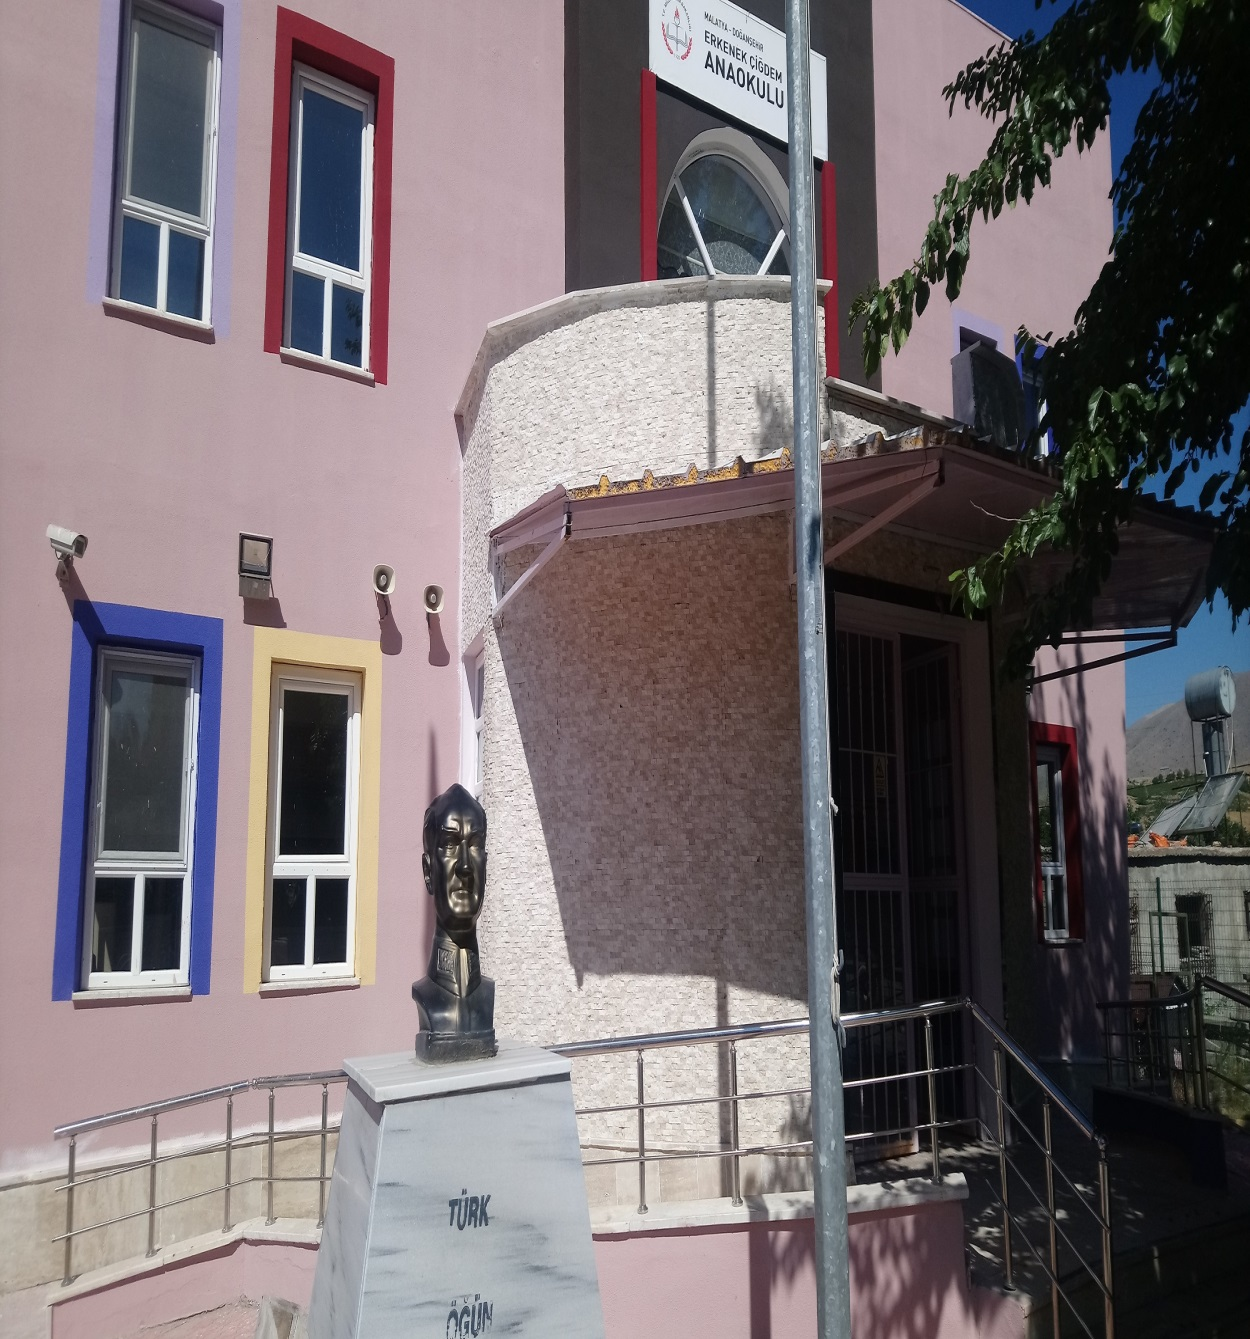 MALATYA - DOĞANŞEHİR
ERKENEK ÇİĞDEM
ANAOKULU
TÜRK
ÖĞÜN